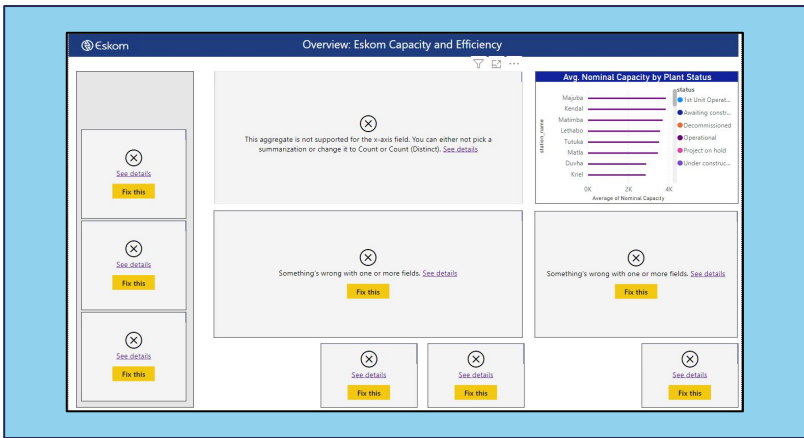 Eskom
Overview: Eskom Capacity and Efficiency
See details
Fix this
See details
Fix this
See details
Fix this
This aggregate is not supported for the x-axis field. You can either not pick a
summarization or change it to Count or Count (Distinct). See details
Avg. Nominal Capacity by Plant Status
station_name
Majuba
Kendal
Matimba
Lethabo
Tutuka
Matla
Duvha
Kriel
0K 2K 4K
Average of Nominal Capacity
status
1st Unit Operat...
Awaiting constr...
Decommissioned
Operational
Project on hold
Under construc...
Something's wrong with one or more fields. See details
Fix this
Something's wrong with one or more fields. See details
Fix this
See details
Fix this
See details
Fix this
See details
Fix this